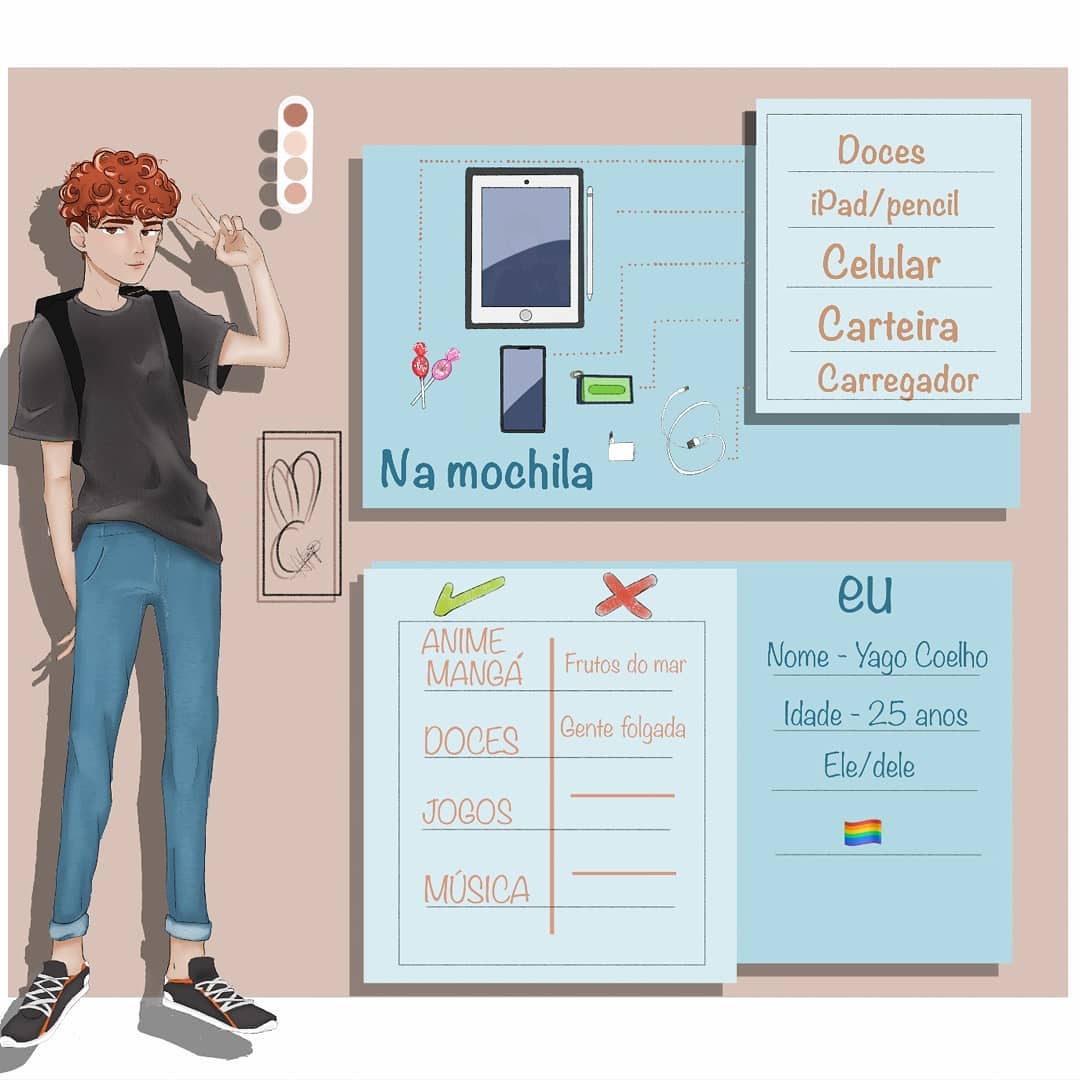 Doces
iPad/pencil
Celular
Carteira
Carregador
Na mochila
ANIME
MANGÁ
DOCES
JOGOS
MÚSICA
Frutos do mar
Gente folgada
eu
Nome - Yago Coelho
Idade - 25 anos
Ele/dele